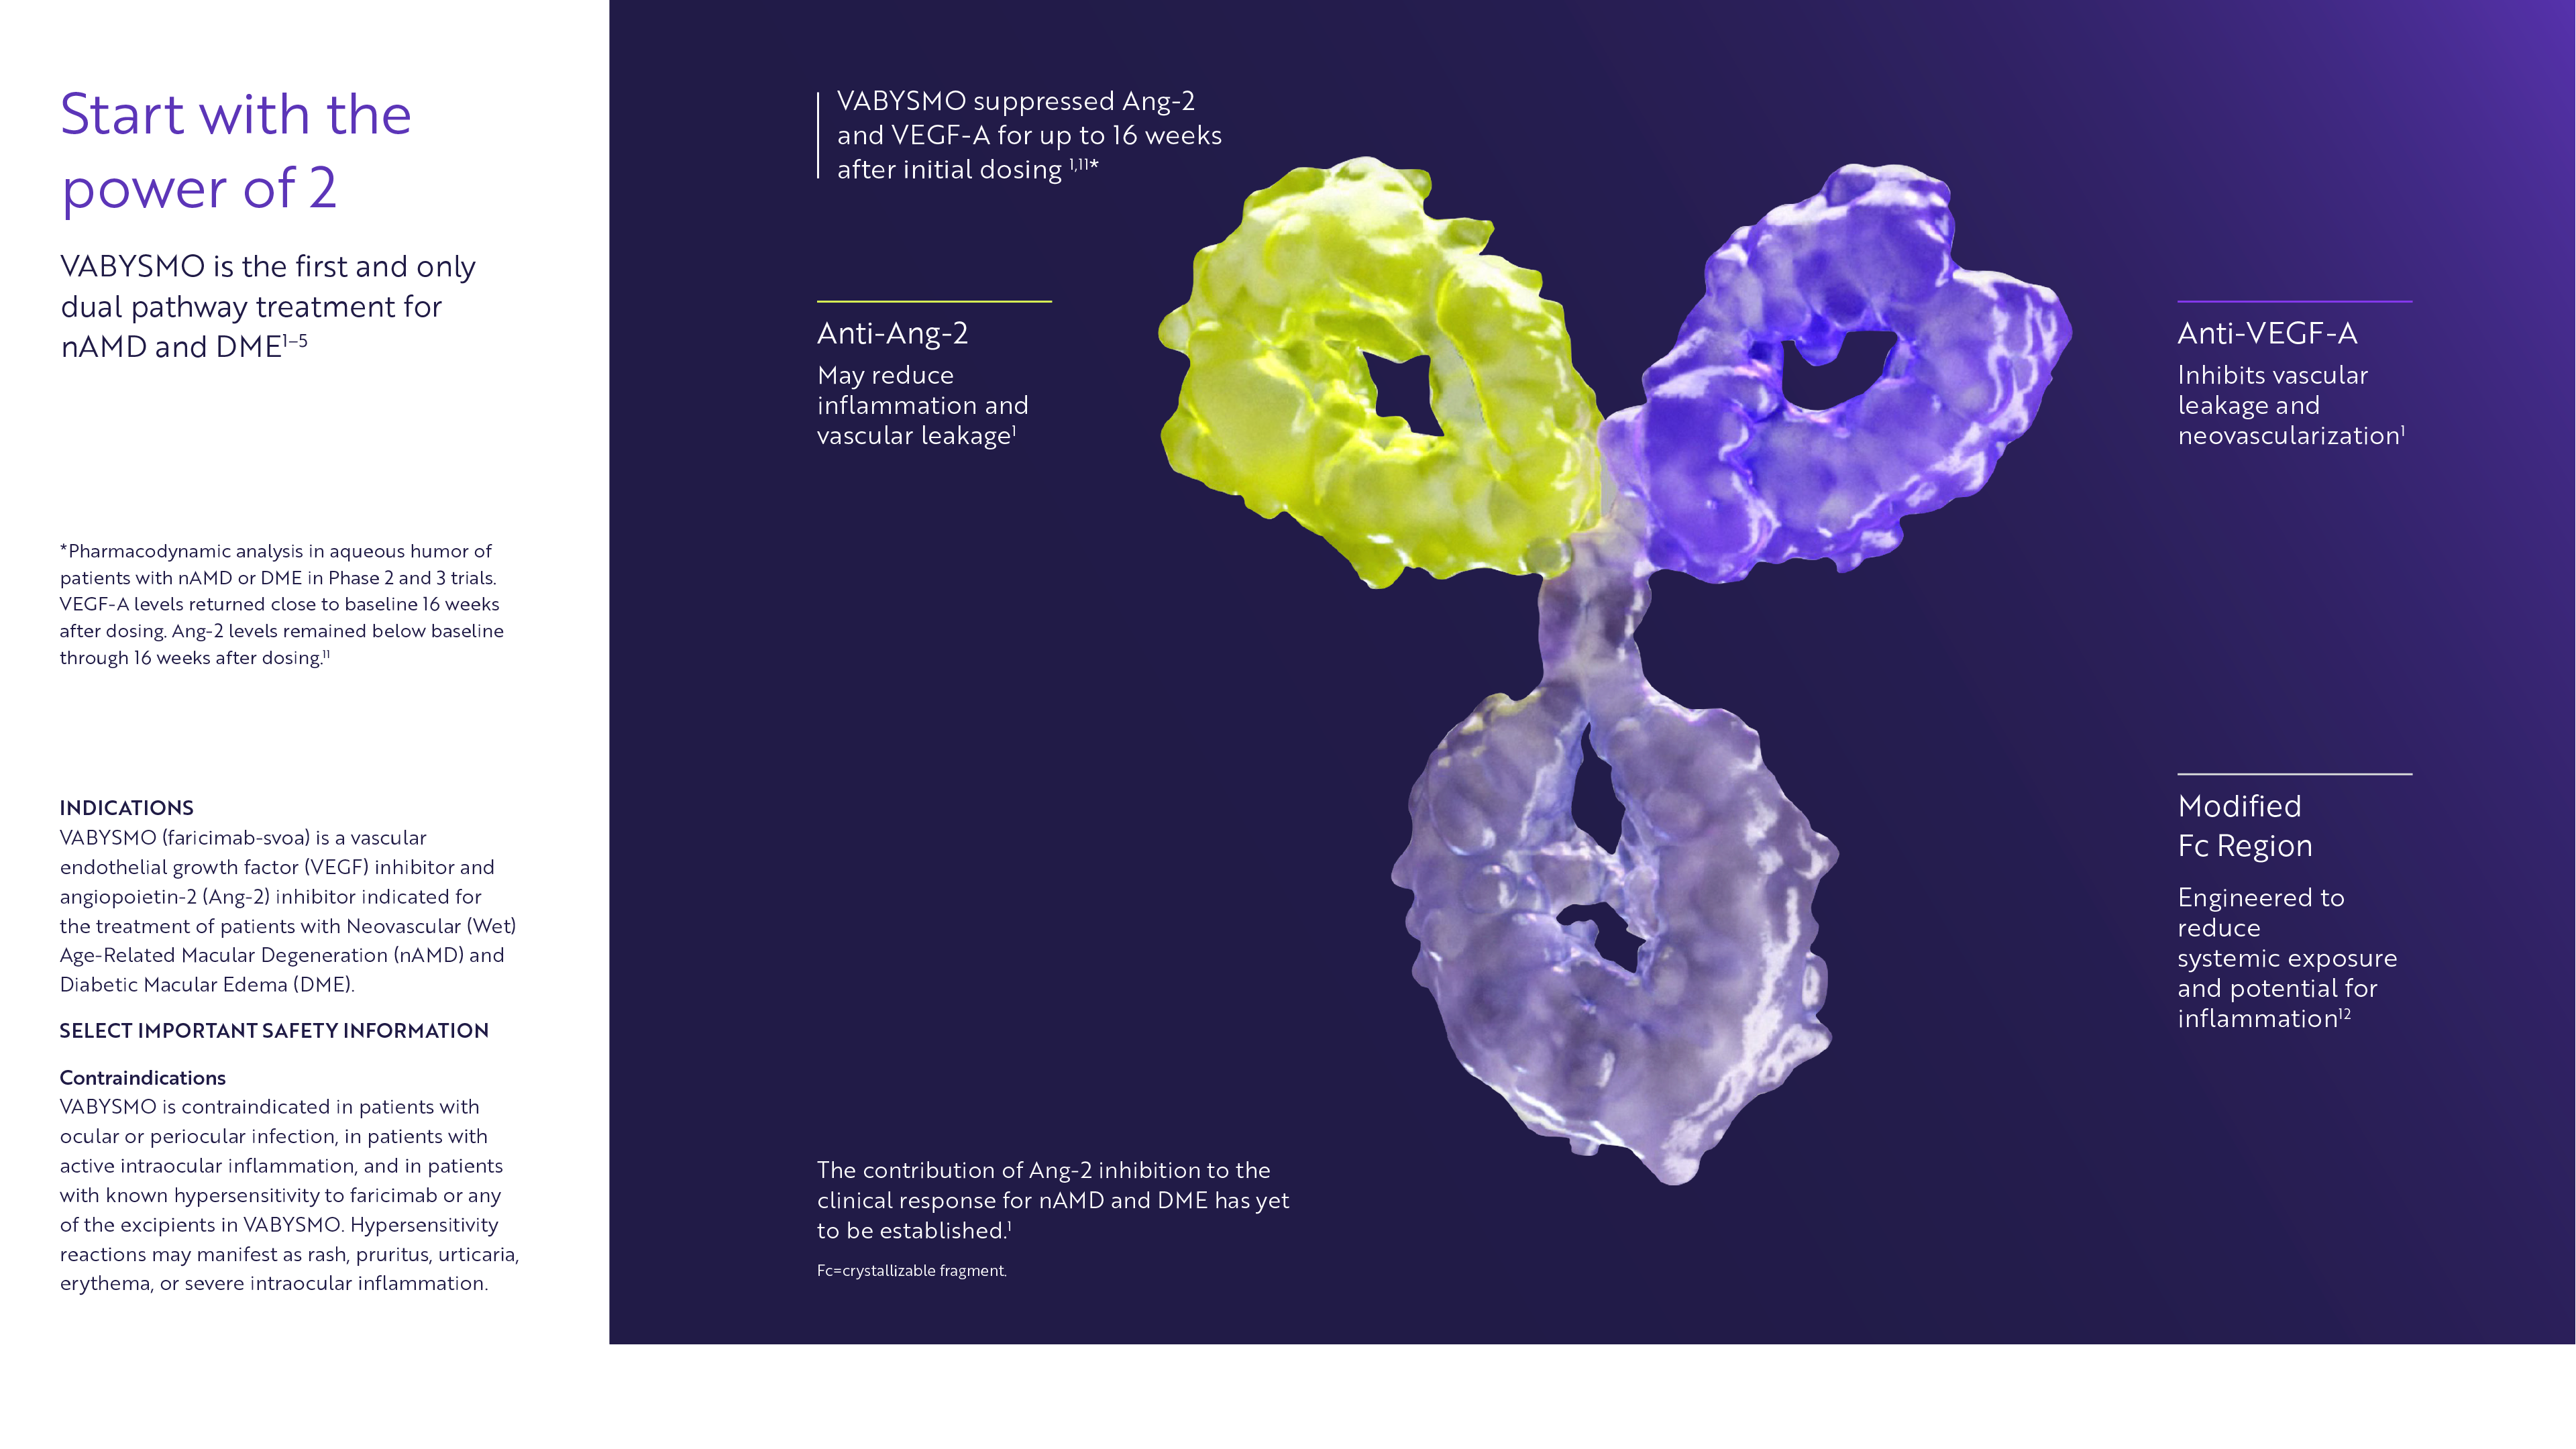 Start with the
power of 2
VABYSMO is the first and only
dual pathway treatment for
nAMD and DME1–5
*Pharmacodynamic analysis in aqueous humor of
patients with nAMD or DME in Phase 2 and 3 trials.
VEGF-A levels returned close to baseline 16 weeks
after dosing. Ang-2 levels remained below baseline
through 16 weeks after dosing.11
INDICATIONS
VABYSMO (faricimab-svoa) is a vascular
endothelial growth factor (VEGF) inhibitor and
angiopoietin-2 (Ang-2) inhibitor indicated for
the treatment of patients with Neovascular (Wet)
Age-Related Macular Degeneration (nAMD) and
Diabetic Macular Edema (DME).
SELECT IMPORTANT SAFETY INFORMATION
Contraindications
VABYSMO is contraindicated in patients with
ocular or periocular infection, in patients with
active intraocular inflammation, and in patients
with known hypersensitivity to faricimab or any
of the excipients in VABYSMO. Hypersensitivity
reactions may manifest as rash, pruritus, urticaria,
erythema, or severe intraocular inflammation.
VABYSMO suppressed Ang-2
and VEGF-A for up to 16 weeks
after initial dosing 1,11*
Anti-Ang-2
May reduce
inflammation and
vascular leakage1
Anti-VEGF-A
Inhibits vascular
leakage and
neovascularization1
Modified
Fc Region
Engineered to
reduce
systemic exposure
and potential for
inflammation12
The contribution of Ang-2 inhibition to the
clinical response for nAMD and DME has yet
to be established.1
Fc=crystallizable fragment.